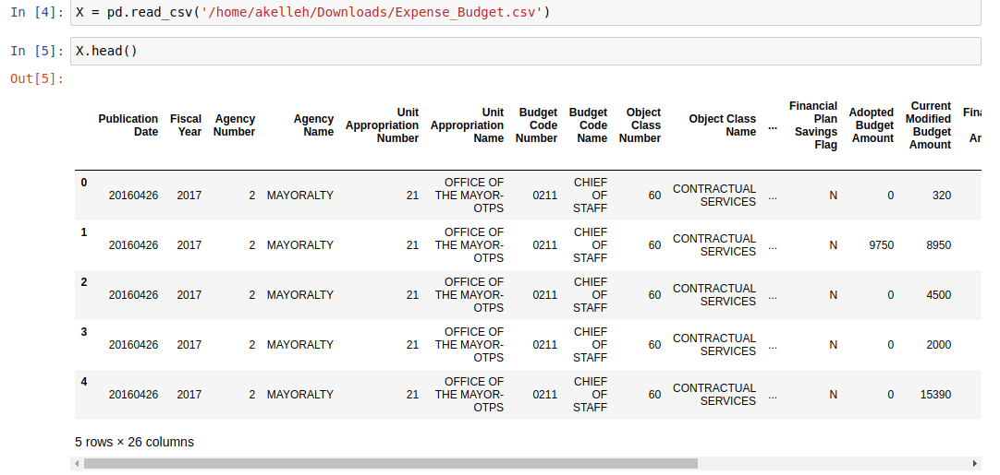 In [4]: X = pd.read_csv('/home/akelleh/Downloads/Expense_Budget.csv')
In [5]: X.head()
Out[5]:
Publication Date Fiscal Year Agency Number Agency Name Unit Appropriation Number Unit Appropriation Name Budget Code Number Budget Code Name Object Class Number Object Class Name ... Financial Plan Savings Flag Adopted Budget Amount Current Modified Budget Amount
0 20160426 2017 2 MAYORALTY 21 OFFICE OF THE MAYOR-OTPS 0211 CHIEF OF STAFF 60 CONTRACTUAL SERVICES ... N 0 320
1 20160426 2017 2 MAYORALTY 21 OFFICE OF THE MAYOR-OTPS 0211 CHIEF OF STAFF 60 CONTRACTUAL SERVICES ... N 9750 8950
2 20160426 2017 2 MAYORALTY 21 OFFICE OF THE MAYOR-OTPS 0211 CHIEF OF STAFF 60 CONTRACTUAL SERVICES ... N 0 4500
3 20160426 2017 2 MAYORALTY 21 OFFICE OF THE MAYOR-OTPS 0211 CHIEF OF STAFF 60 CONTRACTUAL SERVICES ... N 0 2000
4 20160426 2017 2 MAYORALTY 21 OFFICE OF THE MAYOR-OTPS 0211 CHIEF OF STAFF 60 CONTRACTUAL SERVICES ... N 0 15390
5 rows × 26 columns